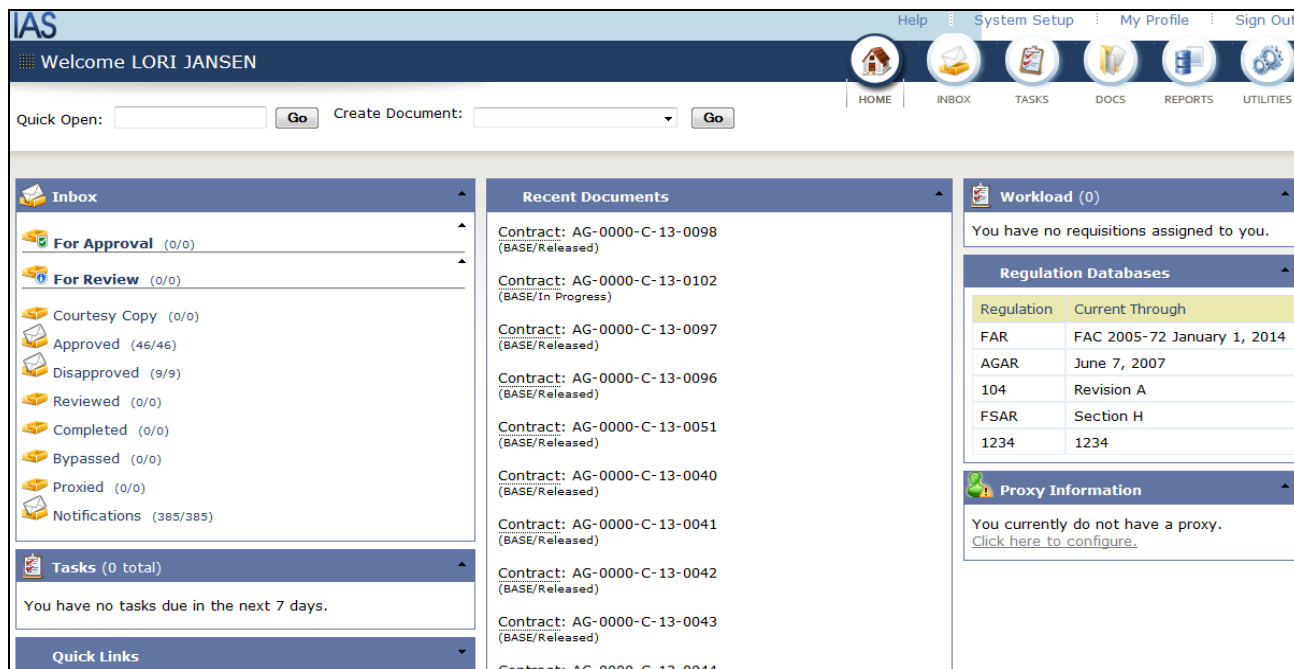 IAS
Help System Setup My Profile Sign Out
Welcome LORI JANSEN
HOME INBOX TASKS DOCS REPORTS UTILITIES
Quick Open: Go Create Document: Go
Inbox
For Approval (0/0)
For Review (0/0)
Courtesy Copy (0/0)
Approved (46/46)
Disapproved (9/9)
Reviewed (0/0)
Completed (0/0)
Bypassed (0/0)
Proxied (0/0)
Notifications (385/385)
Tasks (0 total)
You have no tasks due in the next 7 days.
Quick Links
Recent Documents
Contract: AG-0000-C-13-0098
(BASE/Released)
Contract: AG-0000-C-13-0102
(BASE/In Progress)
Contract: AG-0000-C-13-0097
(BASE/Released)
Contract: AG-0000-C-13-0096
(BASE/Released)
Contract: AG-0000-C-13-0051
(BASE/Released)
Contract: AG-0000-C-13-0040
(BASE/Released)
Contract: AG-0000-C-13-0041
(BASE/Released)
Contract: AG-0000-C-13-0042
(BASE/Released)
Contract: AG-0000-C-13-0043
(BASE/Released)
Workload (0)
You have no requisitions assigned to you.
Regulation Databases
Regulation Current Through
FAR FAC 2005-72 January 1, 2014
AGAR June 7, 2007
104 Revision A
FSAR Section H
1234 1234
Proxy Information
You currently do not have a proxy.
Click here to configure.